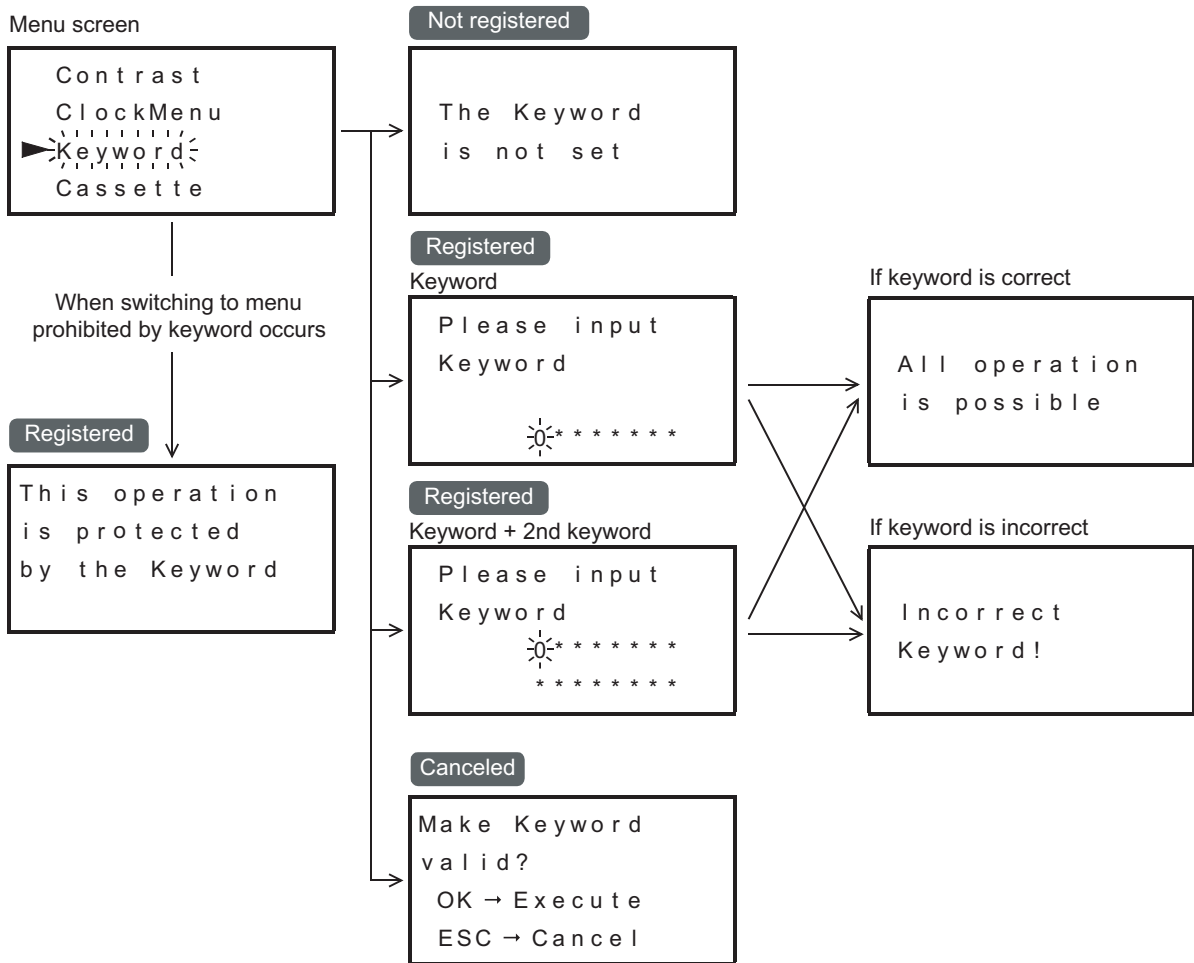 Menu screen
Contrast
ClockMenu
Keyword
Cassette
When switching to menu
prohibited by keyword occurs
Registered
This operation
is protected
by the Keyword
Not registered
The Keyword
is not set
Registered
Keyword
Please input
Keyword
0*******
Registered
Keyword + 2nd keyword
Please input
Keyword
0*******
********
Canceled
Make Keyword
valid?
OK → Execute
ESC → Cancel
If keyword is correct
All operation
is possible
If keyword is incorrect
Incorrect
Keyword!